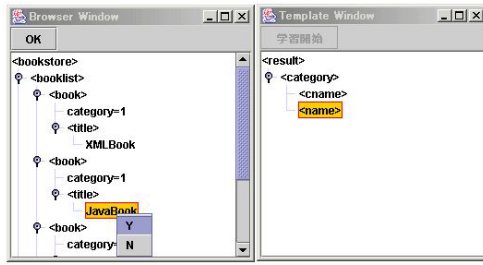 Browser Window
OK
<bookstore>
<booklist>
<book>
category=1
<title>
XMLBook
<book>
category=1
<title>
JavaBook
Y
<book>
category
N
Template Window
学習開始
<result>
<category>
<cname>
<name>